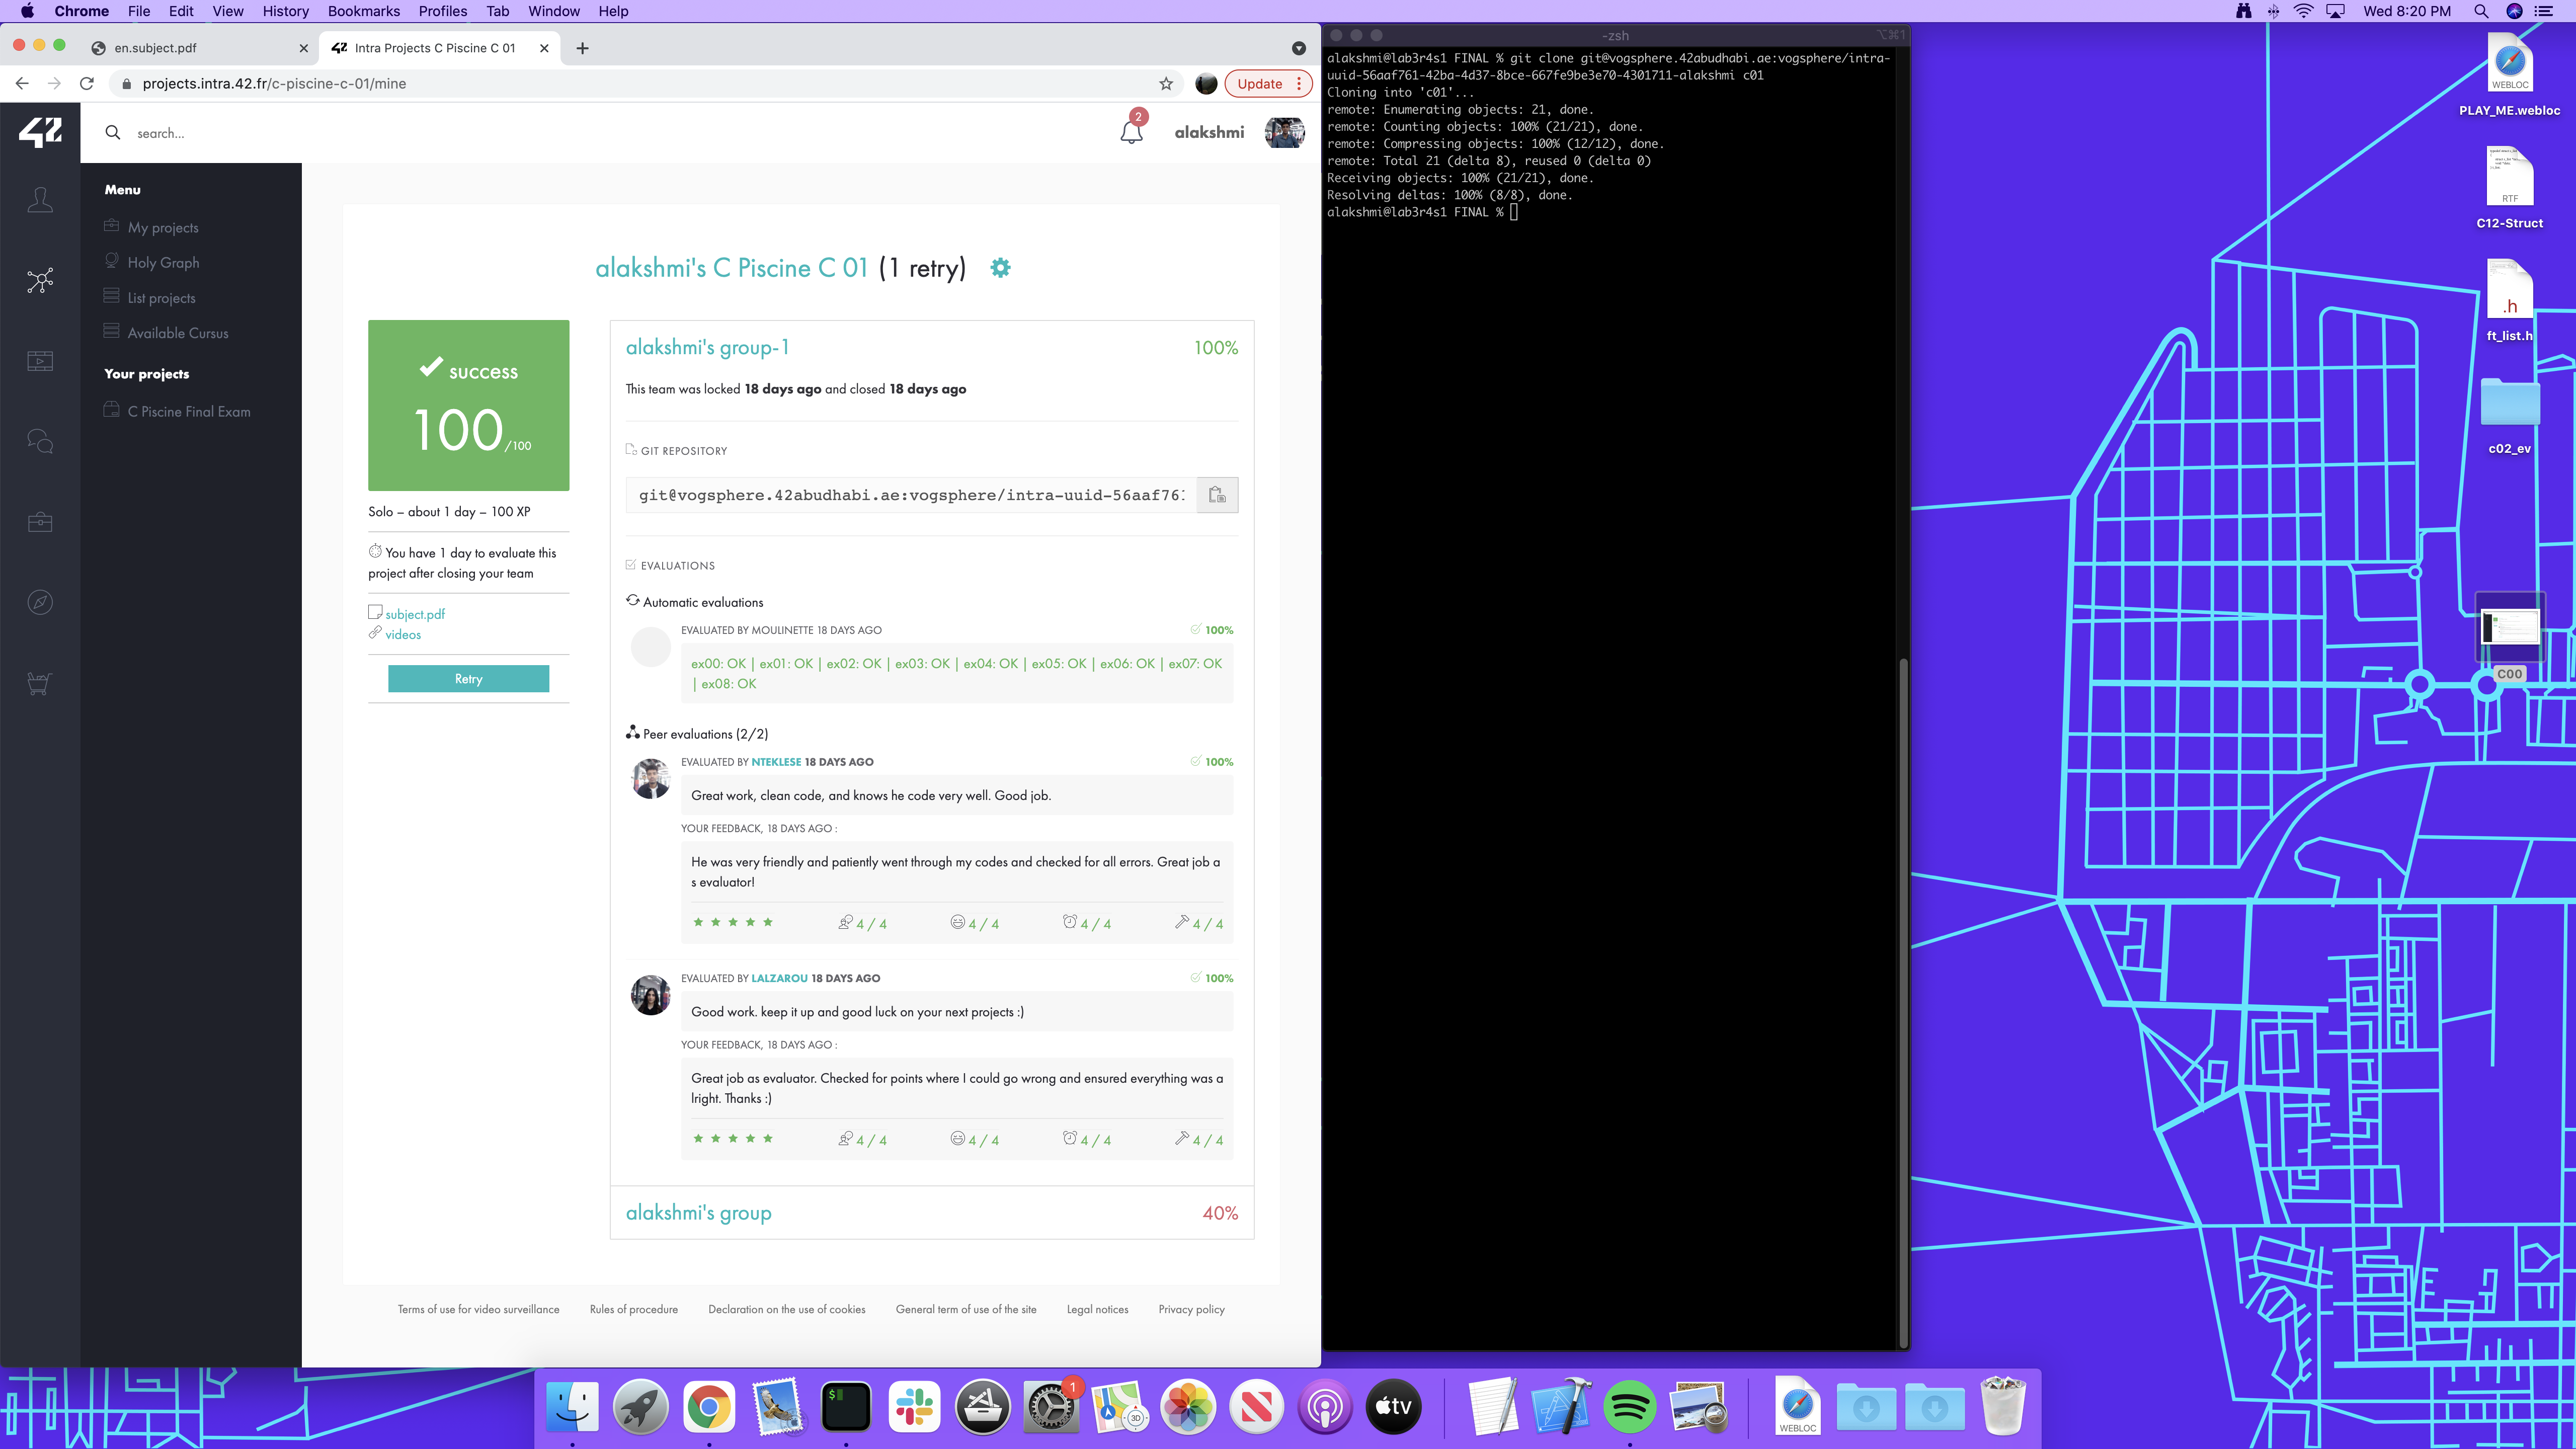 Chrome File Edit View History Bookmarks Profiles Tab Window Help
Wed 8:20 PM
en.subject.pdf
42 Intra Projects C Piscine C 01
projects.intra.42.fr/c-piscine-c-01/mine
Update
42
search...
2
alakshmi
Menu
My projects
Holy Graph
List projects
Available Cursus
Your projects
C Piscine Final Exam
alakshmi's C Piscine C 01 (1 retry)
success
100/100
Solo – about 1 day – 100 XP
You have 1 day to evaluate this
project after closing your team
subject.pdf
videos
Retry
alakshmi's group-1 100%
This team was locked 18 days ago and closed 18 days ago
GIT REPOSITORY
git@vogsphere.42abudhabi.ae:vogsphere/intra-uuid-56aaf761
EVALUATIONS
Automatic evaluations
EVALUATED BY MOULINETTE 18 DAYS AGO 100%
ex00: OK | ex01: OK | ex02: OK | ex03: OK | ex04: OK | ex05: OK | ex06: OK | ex07: OK
| ex08: OK
Peer evaluations (2/2)
EVALUATED BY NTEKLESE 18 DAYS AGO 100%
Great work, clean code, and knows he code very well. Good job.
YOUR FEEDBACK, 18 DAYS AGO :
He was very friendly and patiently went through my codes and checked for all errors. Great job a
s evaluator!
4 / 4 4 / 4 4 / 4 4 / 4
EVALUATED BY LALZAROU 18 DAYS AGO 100%
Good work. keep it up and good luck on your next projects :)
YOUR FEEDBACK, 18 DAYS AGO :
Great job as evaluator. Checked for points where I could go wrong and ensured everything was a
lright. Thanks :)
4 / 4 4 / 4 4 / 4 4 / 4
alakshmi's group 40%
Terms of use for video surveillance Rules of procedure Declaration on the use of cookies General term of use of the site Legal notices Privacy policy
-zsh
⌥⌘1
alakshmi@lab3r4s1 FINAL % git clone git@vogsphere.42abudhabi.ae:vogsphere/intra-
uuid-56aaf761-42ba-4d37-8bce-667fe9be3e70-4301711-alakshmi c01
Cloning into 'c01'...
remote: Enumerating objects: 21, done.
remote: Counting objects: 100% (21/21), done.
remote: Compressing objects: 100% (12/12), done.
remote: Total 21 (delta 8), reused 0 (delta 0)
Receiving objects: 100% (21/21), done.
Resolving deltas: 100% (8/8), done.
alakshmi@lab3r4s1 FINAL %
WEBLOC
PLAY_ME.webloc
RTF
C12-Struct
.h
ft_list.h
c02_ev
C00
$
1
3D
tv
WEBLOC